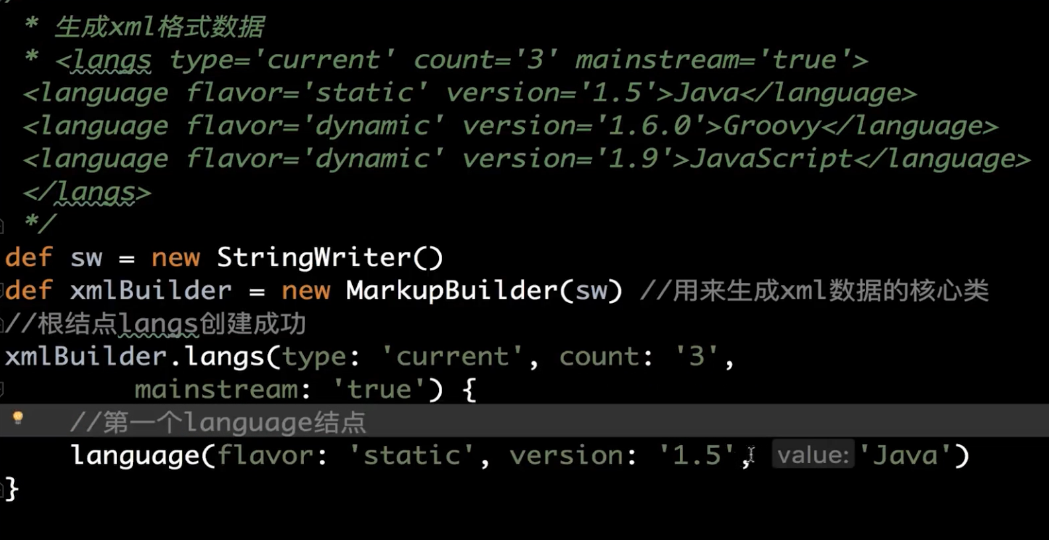 * 生成xml格式数据
* <langs type='current' count='3' mainstream='true'>
<language flavor='static' version='1.5'>Java</language>
<language flavor='dynamic' version='1.6.0'>Groovy</language>
<language flavor='dynamic' version='1.9'>JavaScript</language>
</langs>
*/
def sw = new StringWriter()
def xmlBuilder = new MarkupBuilder(sw) //用来生成xml数据的核心类
//根结点langs创建成功
xmlBuilder.langs(type: 'current', count: '3',
mainstream: 'true') {
//第一个language结点
language(flavor: 'static', version: '1.5', value: 'Java')
}